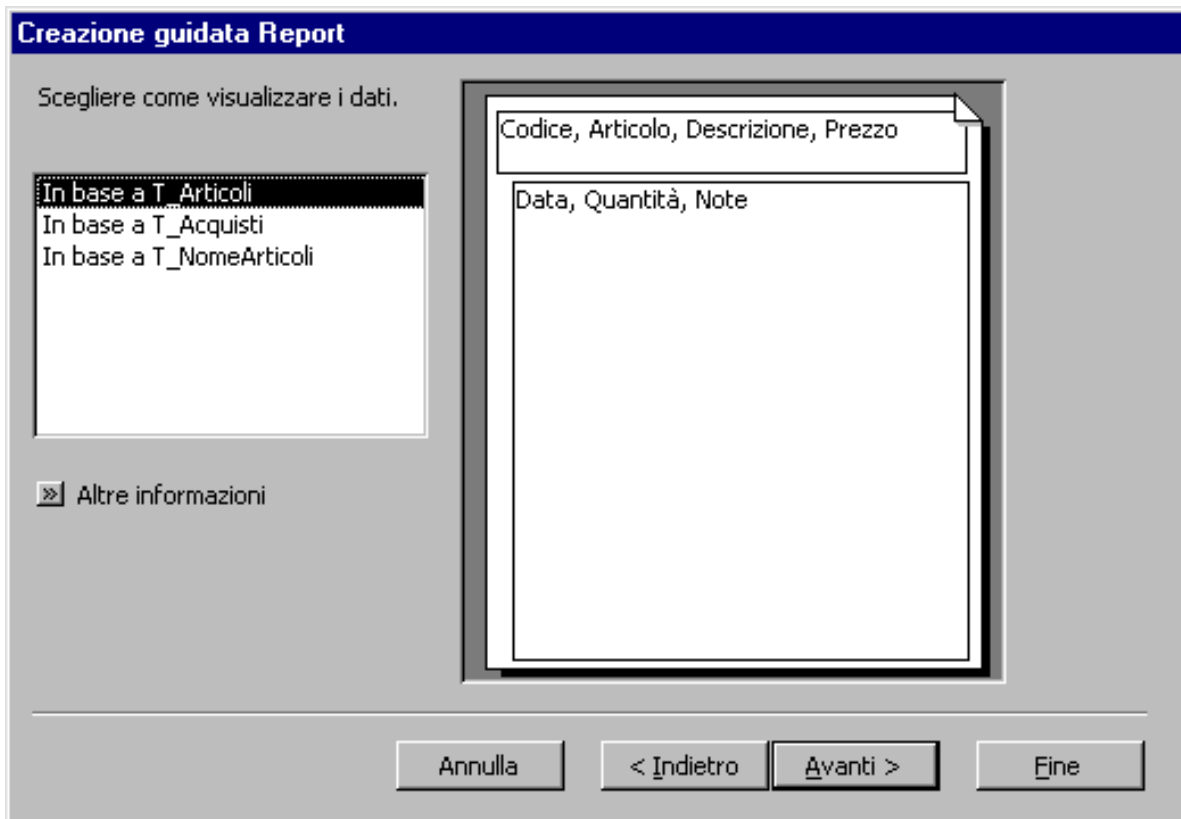 Creazione guidata Report
Scegliere come visualizzare i dati.
In base a T_Articoli
In base a T_Acquisti
In base a T_NomeArticoli
Altre informazioni
Codice, Articolo, Descrizione, Prezzo
Data, Quantità, Note
Annulla
< Indietro
Avanti >
Fine